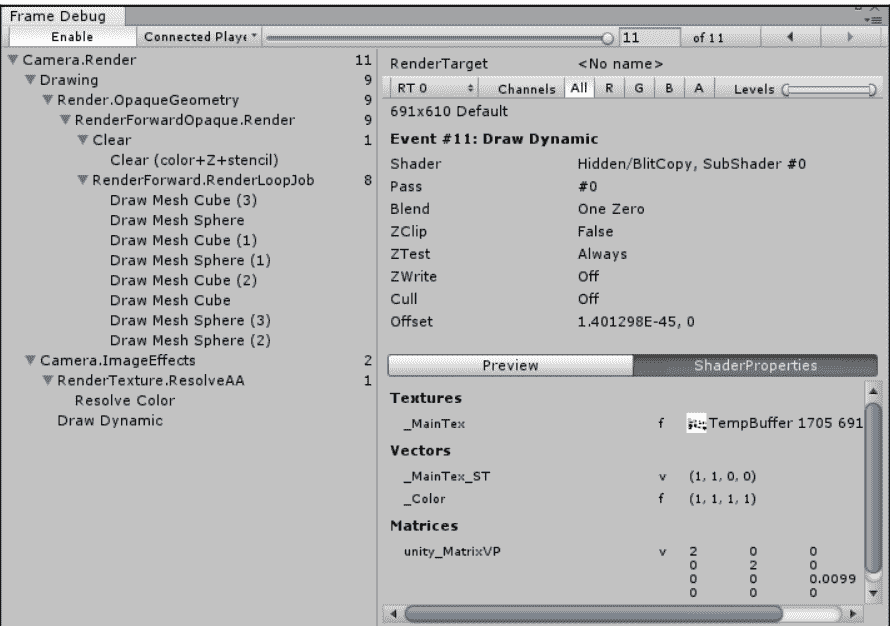 Frame Debug
Enable Connected Playe 11 of 11
Camera.Render 11
Drawing 9
Render.OpaqueGeometry 9
RenderForwardOpaque.Render 9
Clear 1
Clear (color+Z+stencil)
RenderForward.RenderLoopJob 8
Draw Mesh Cube (3)
Draw Mesh Sphere
Draw Mesh Cube (1)
Draw Mesh Sphere (1)
Draw Mesh Cube (2)
Draw Mesh Cube
Draw Mesh Sphere (3)
Draw Mesh Sphere (2)
Camera.ImageEffects 2
RenderTexture.ResolveAA 1
Resolve Color
Draw Dynamic
RenderTarget <No name>
RT 0 Channels All R G B A Levels
691x610 Default
Event #11: Draw Dynamic
Shader Hidden/BlitCopy, SubShader #0
Pass #0
Blend One Zero
ZClip False
ZTest Always
ZWrite Off
Cull Off
Offset 1.401298E-45, 0
Preview ShaderProperties
Textures
_MainTex f TempBuffer 1705 691
Vectors
_MainTex_ST v (1, 1, 0, 0)
_Color f (1, 1, 1, 1)
Matrices
unity_MatrixVP v 2 0 0
0 2 0
0 0 0.0099
0 0 0